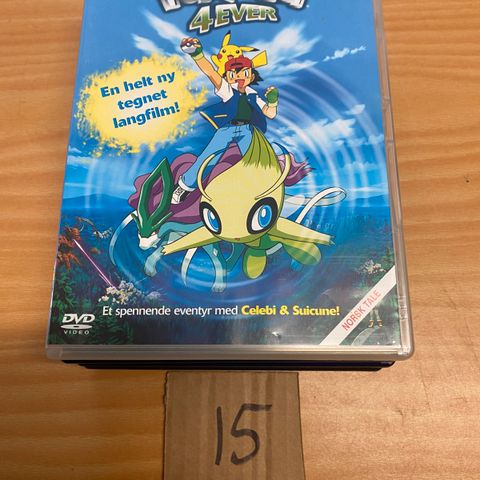 4EVER
En helt ny
tegnet
langfilm!
Et spennende eventyr med Celebi & Suicune!
NORSK TALE
DVD
VIDEO
15